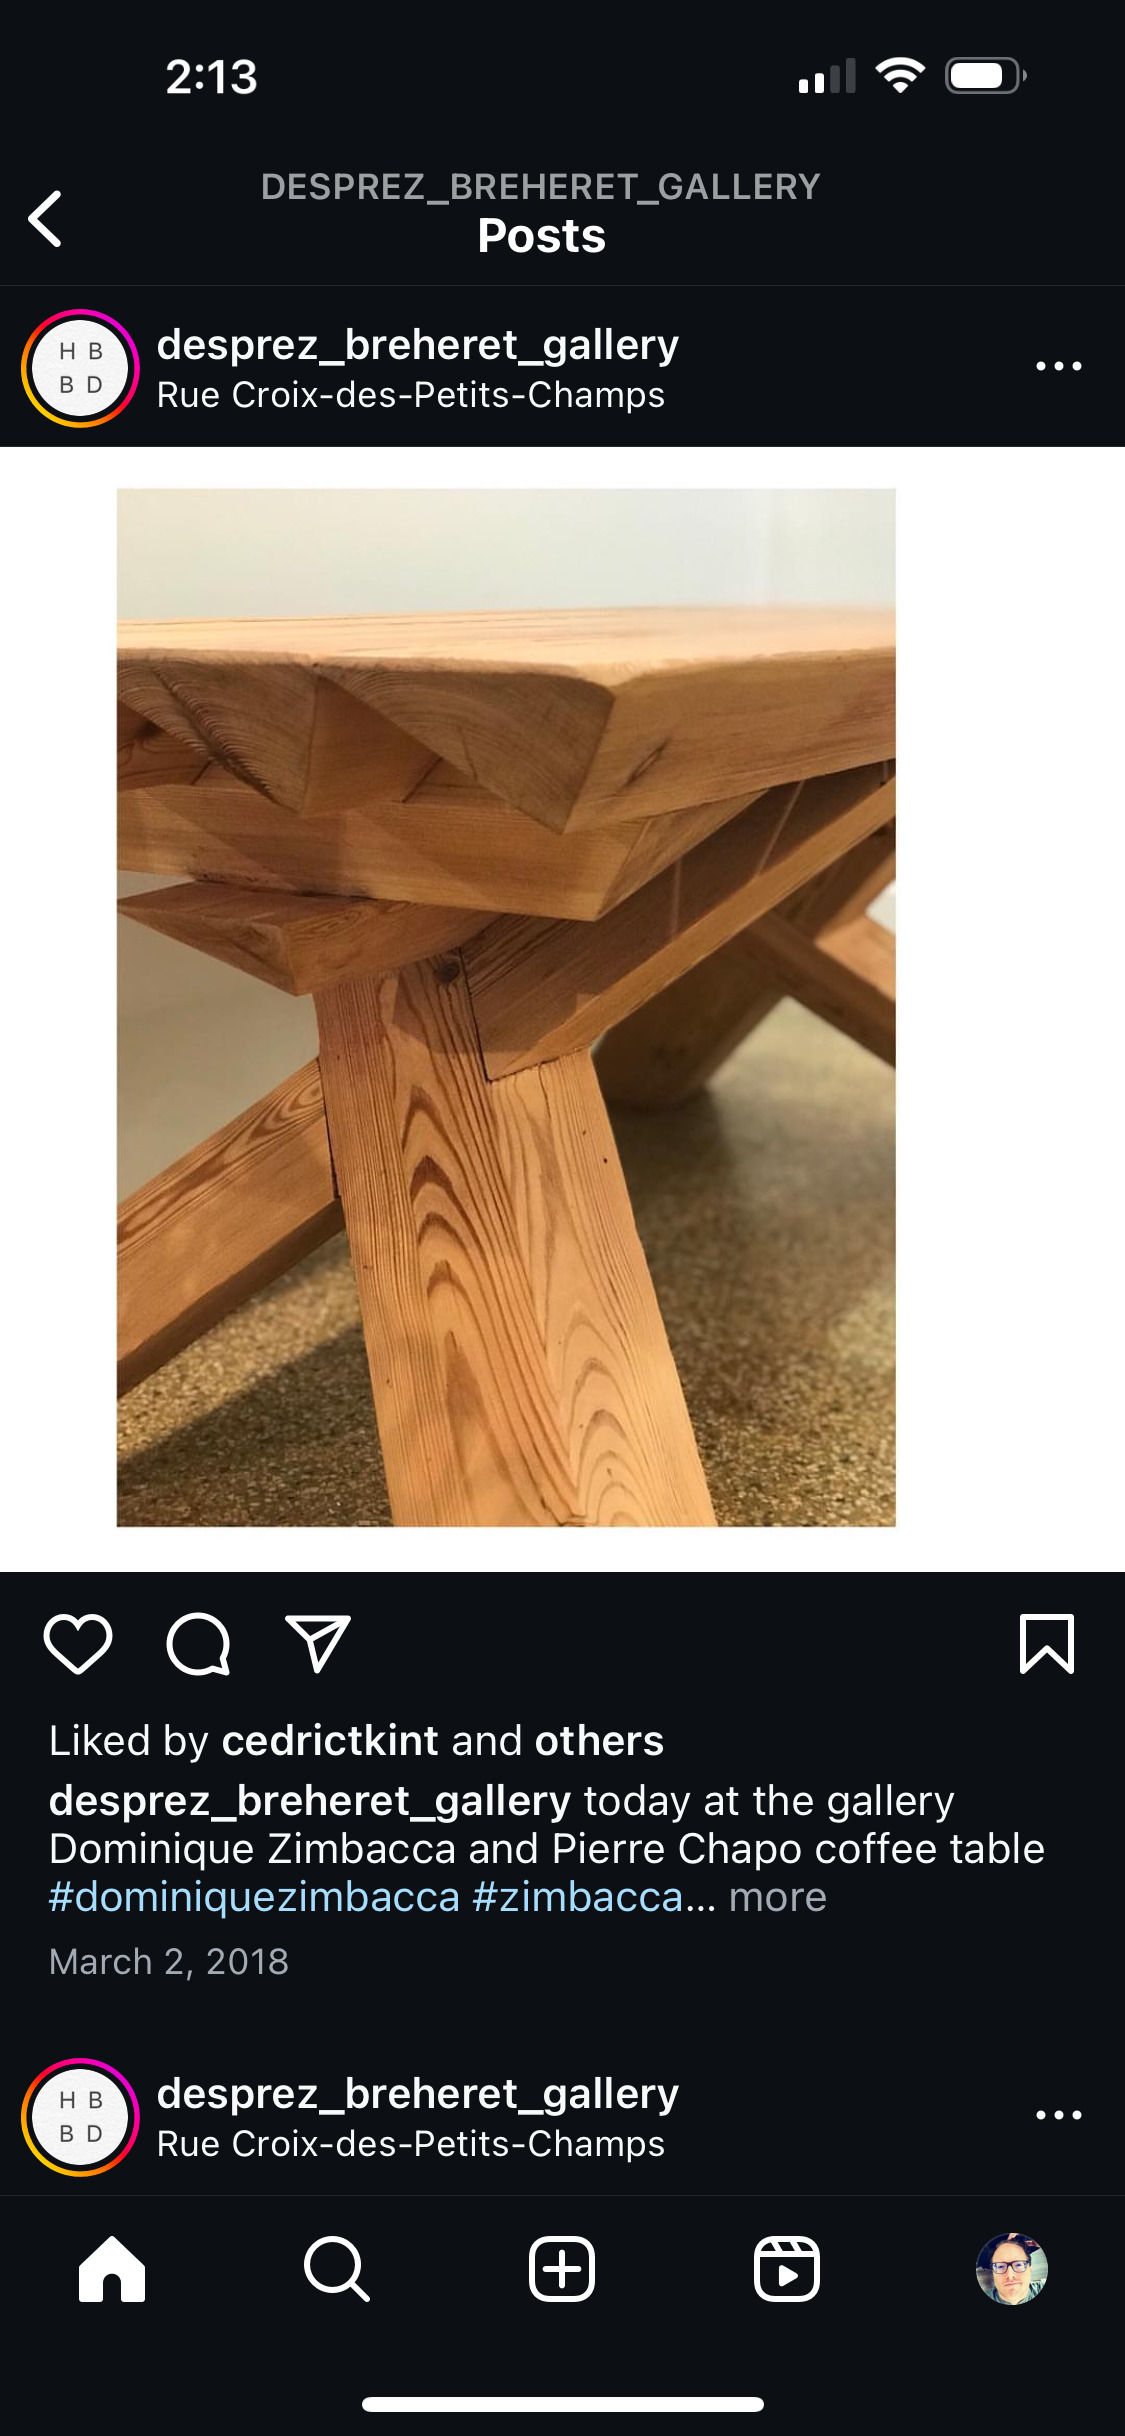 2:13
DESPREZ_BREHERET_GALLERY
Posts
H B
B D
desprez_breheret_gallery
Rue Croix-des-Petits-Champs
Liked by cedrictkint and others
desprez_breheret_gallery today at the gallery
Dominique Zimbacca and Pierre Chapo coffee table
#dominiquezimbacca #zimbacca... more
March 2, 2018
H B
B D
desprez_breheret_gallery
Rue Croix-des-Petits-Champs